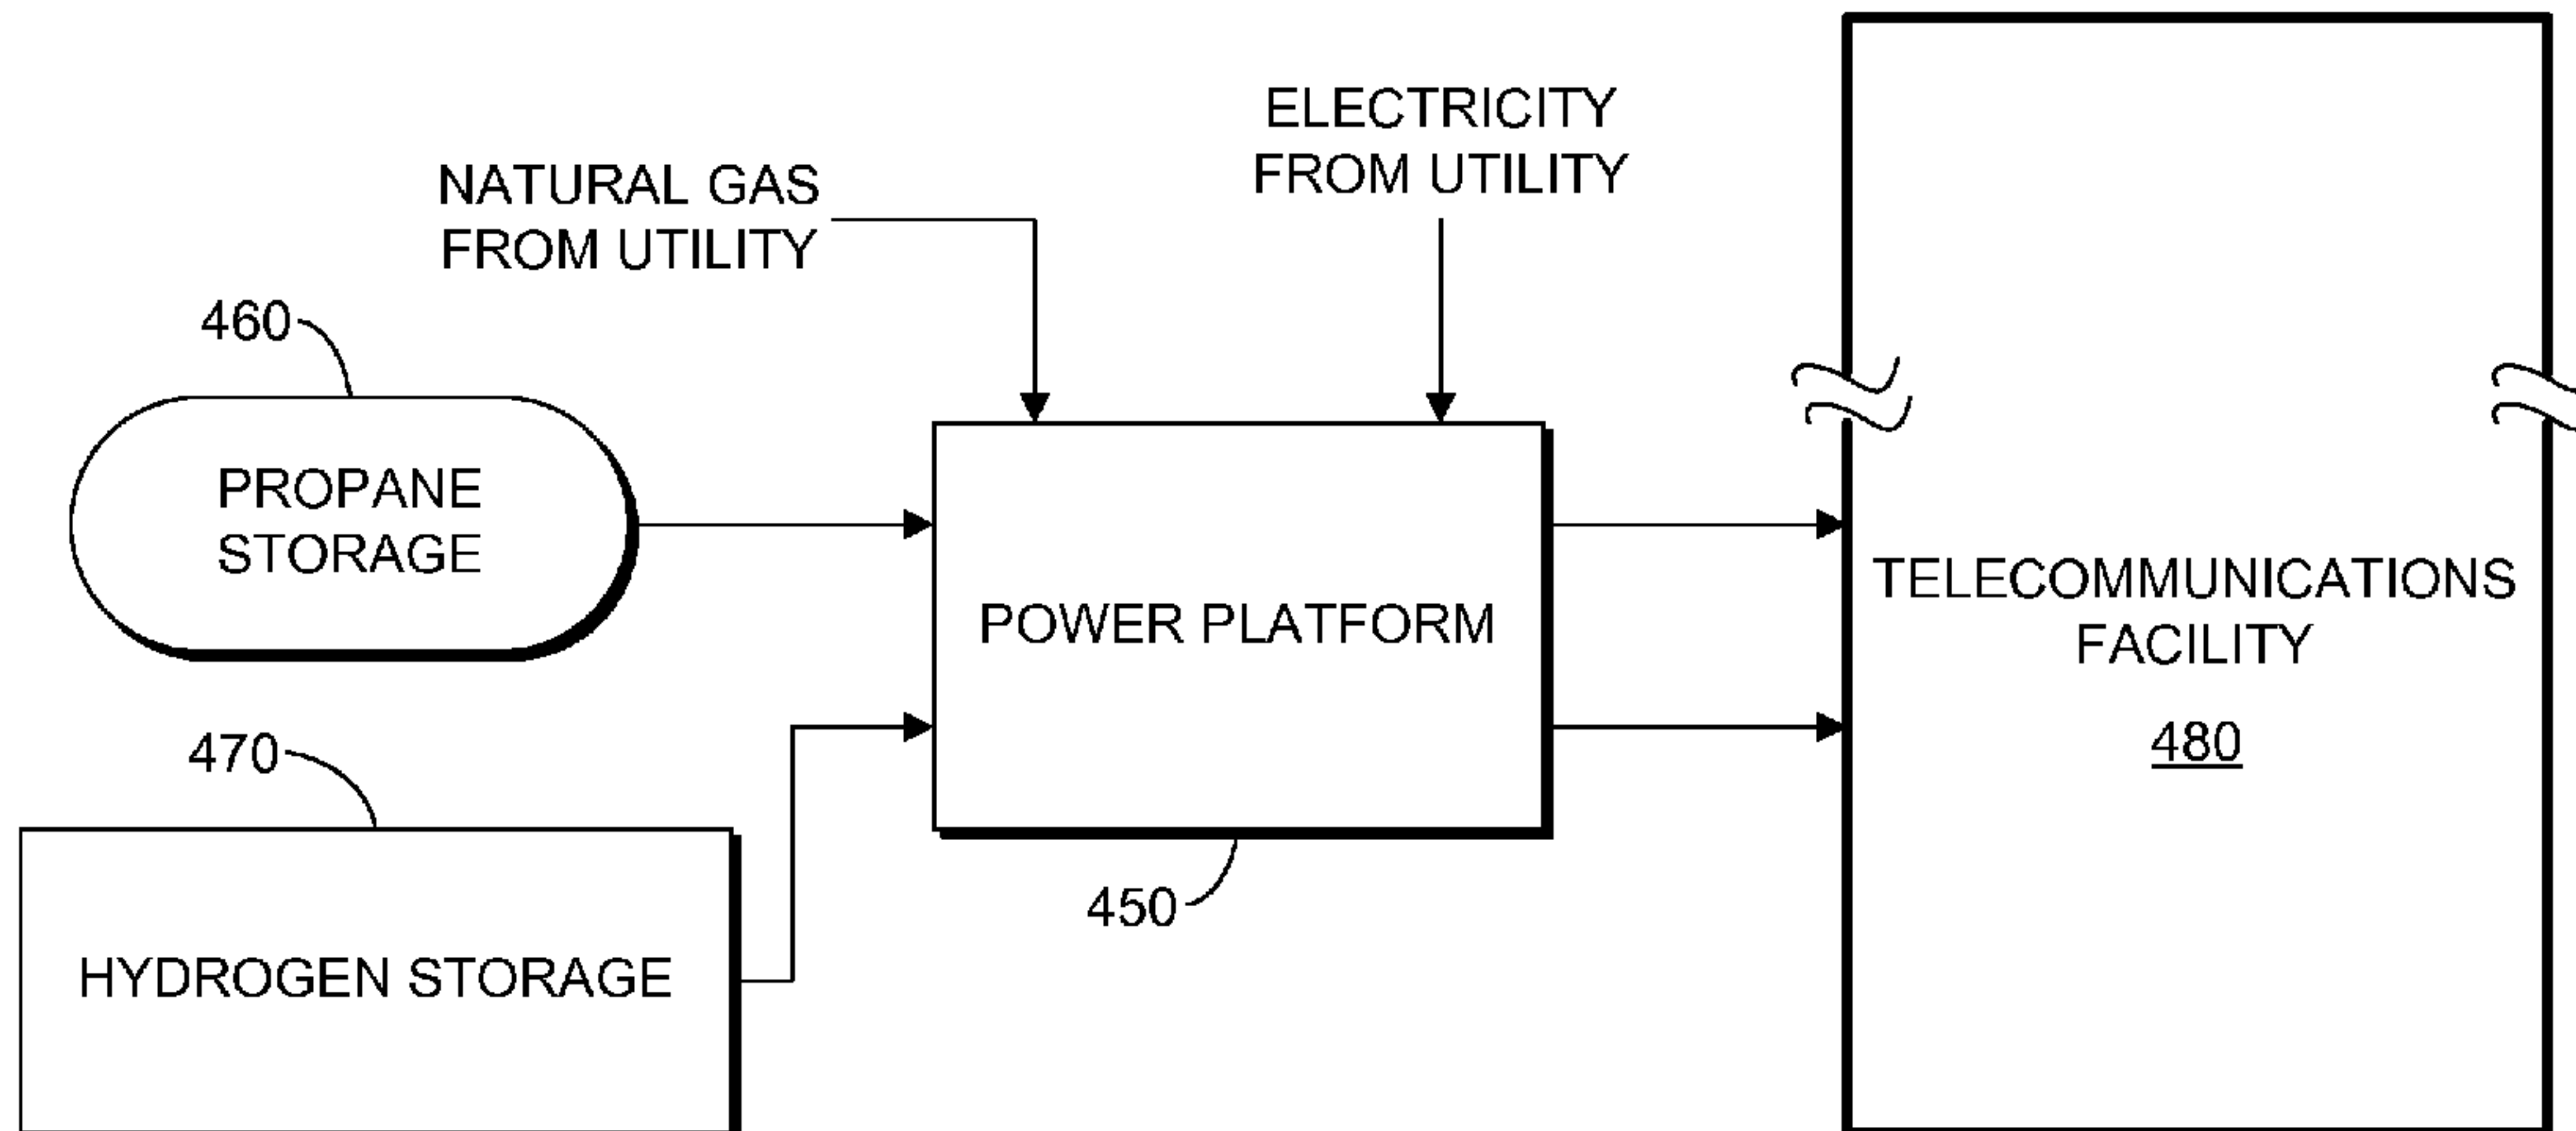 ELECTRICITY
FROM UTILITY
NATURAL GAS
FROM UTILITY
460
PROPANE
STORAGE
POWER PLATFORM
TELECOMMUNICATIONS
FACILITY
480
470
450
HYDROGEN STORAGE